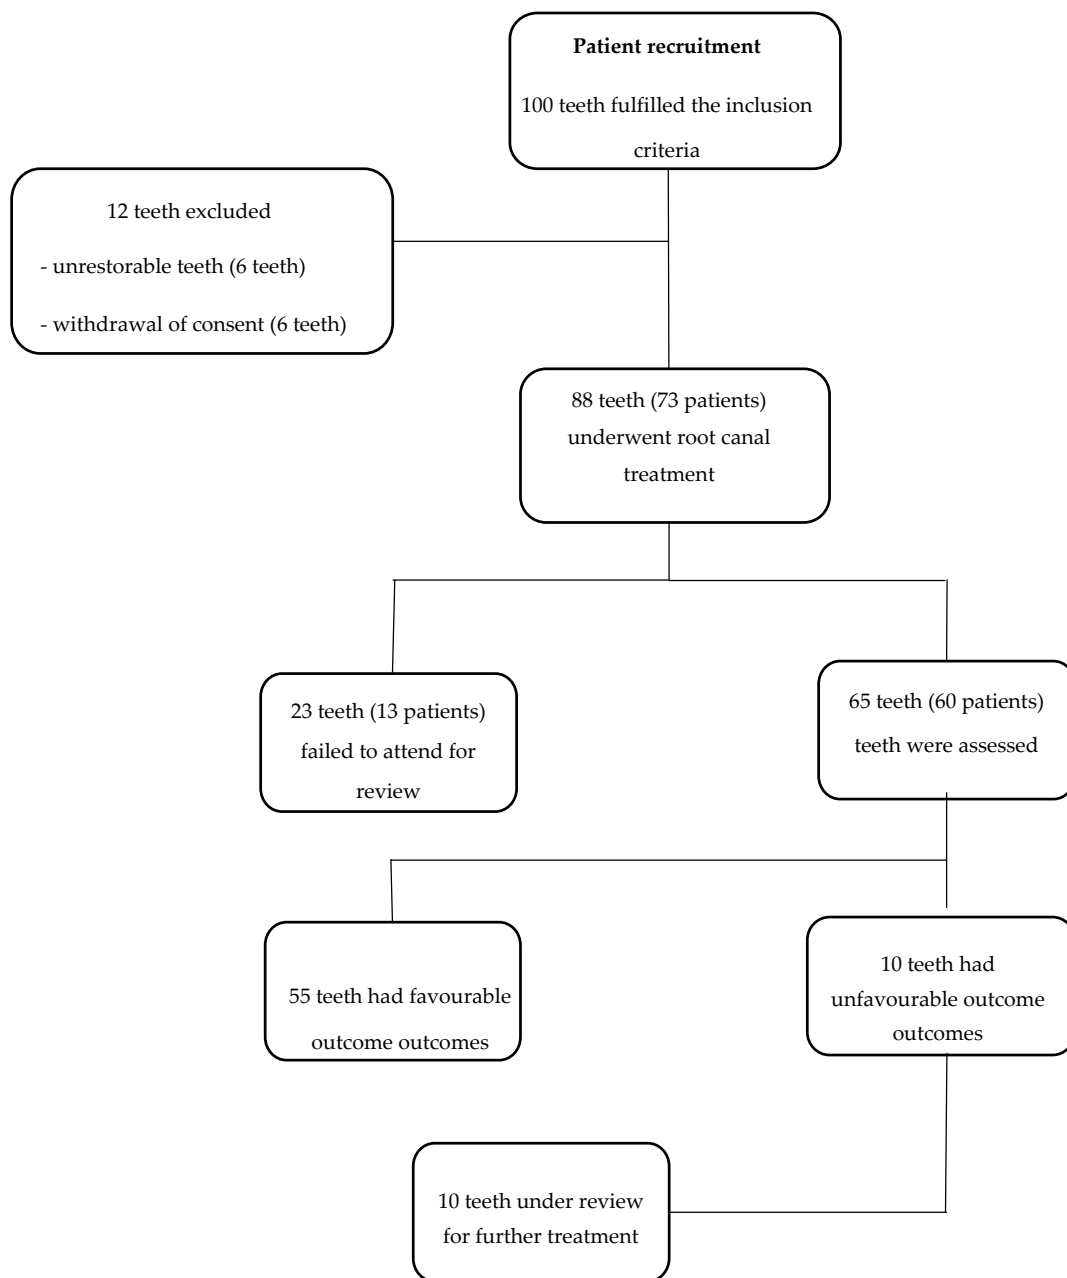 Patient recruitment
100 teeth fulfilled the inclusion
criteria
12 teeth excluded
- unrestorable teeth (6 teeth)
- withdrawal of consent (6 teeth)
88 teeth (73 patients)
underwent root canal
treatment
23 teeth (13 patients)
failed to attend for
review
65 teeth (60 patients)
teeth were assessed
55 teeth had favourable
outcome outcomes
10 teeth had
unfavourable outcome
outcomes
10 teeth under review
for further treatment